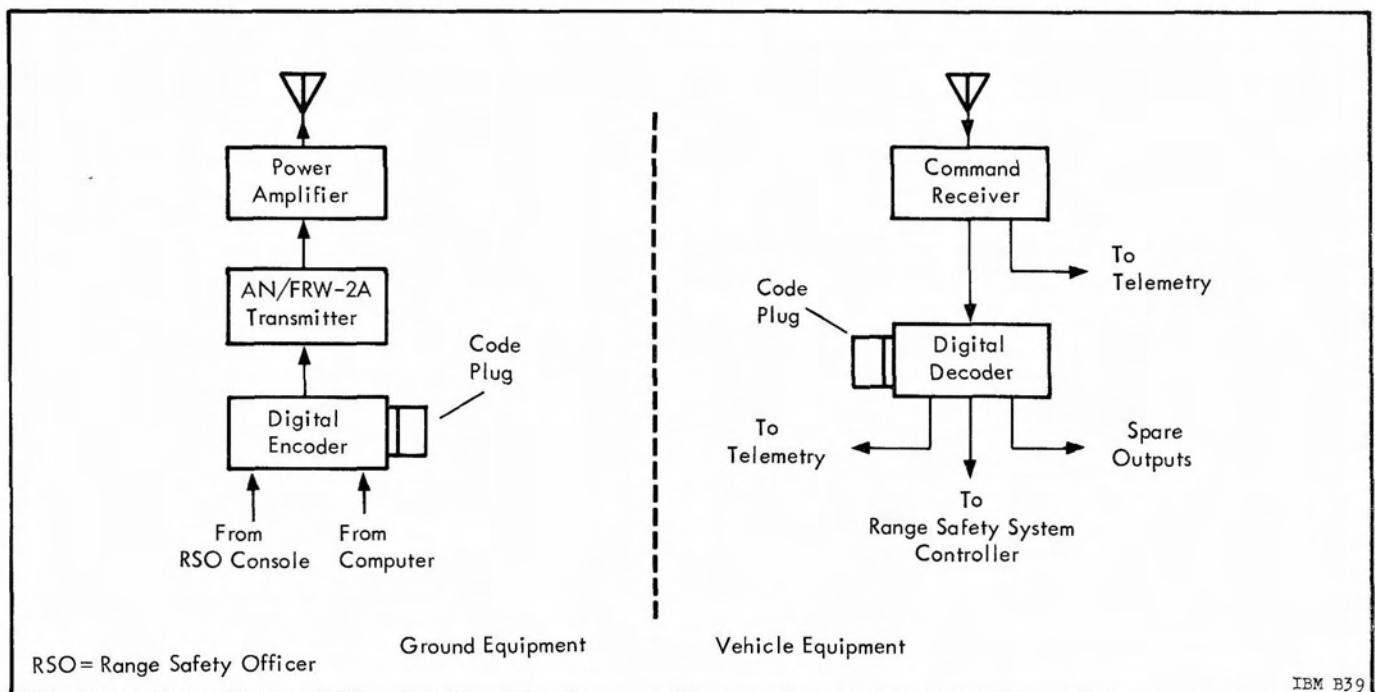 Power
Amplifier
AN/FRW-2A
Transmitter
Code
Plug
Digital
Encoder
From
RSO Console
From
Computer
Command
Receiver
To
Telemetry
Code
Plug
Digital
Decoder
To
Telemetry
Spare
Outputs
To
Range Safety System
Controller
Ground Equipment
Vehicle Equipment
RSO = Range Safety Officer
IBM B39